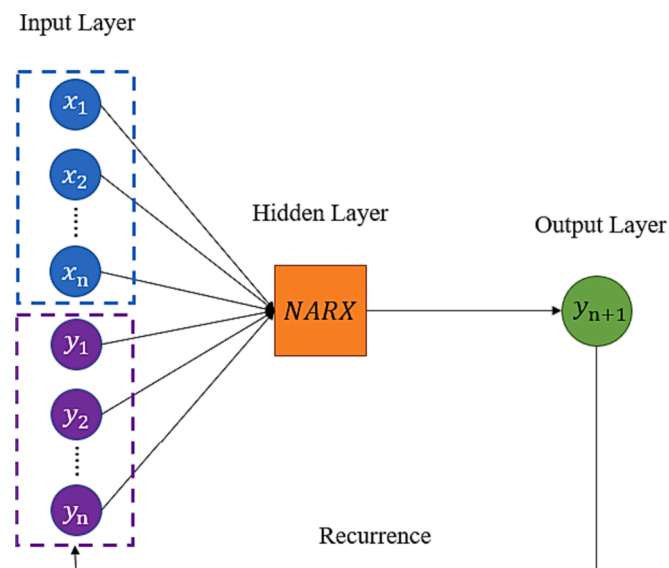 Input Layer
x₁
x₂
xₙ
y₁
y₂
yₙ
Hidden Layer
NARX
Output Layer
yₙ₊₁
Recurrence